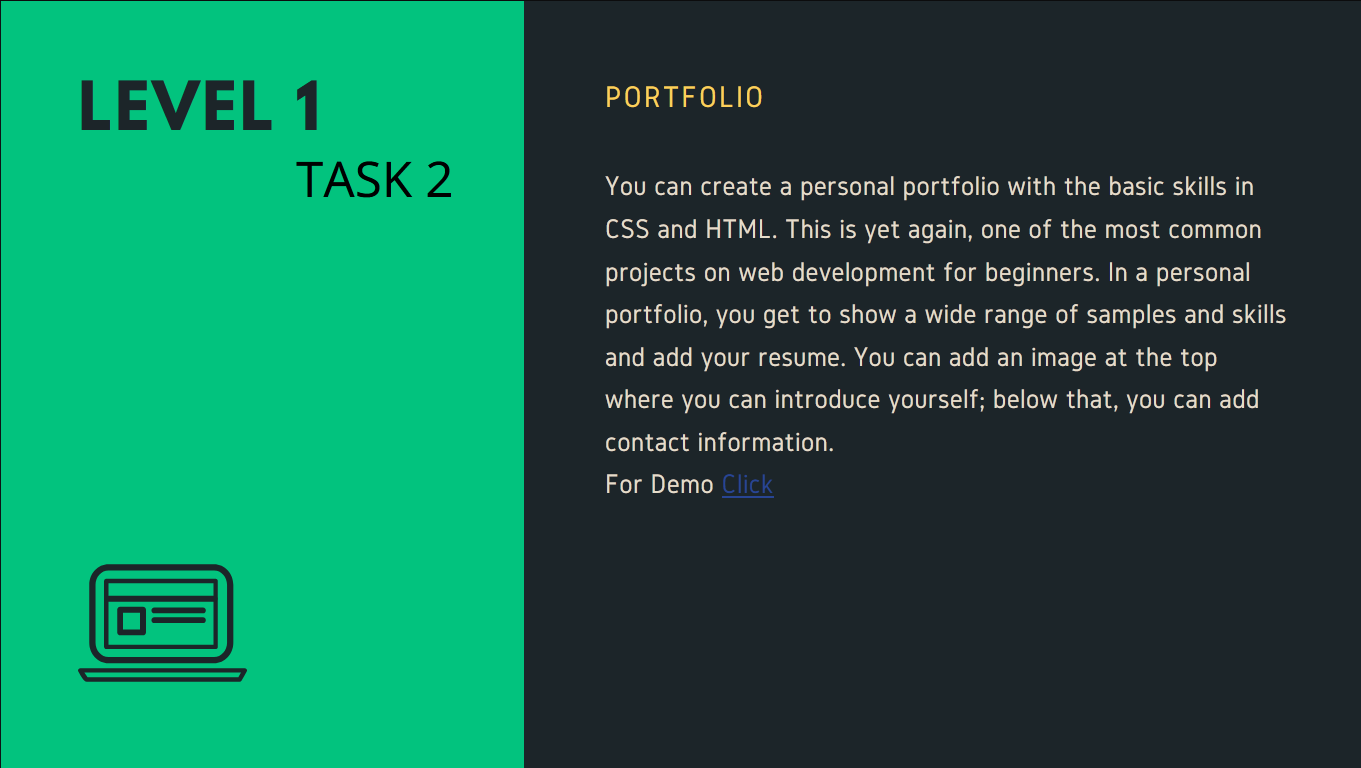 LEVEL 1
TASK 2
PORTFOLIO
You can create a personal portfolio with the basic skills in
CSS and HTML. This is yet again, one of the most common
projects on web development for beginners. In a personal
portfolio, you get to show a wide range of samples and skills
and add your resume. You can add an image at the top
where you can introduce yourself; below that, you can add
contact information.
For Demo Click